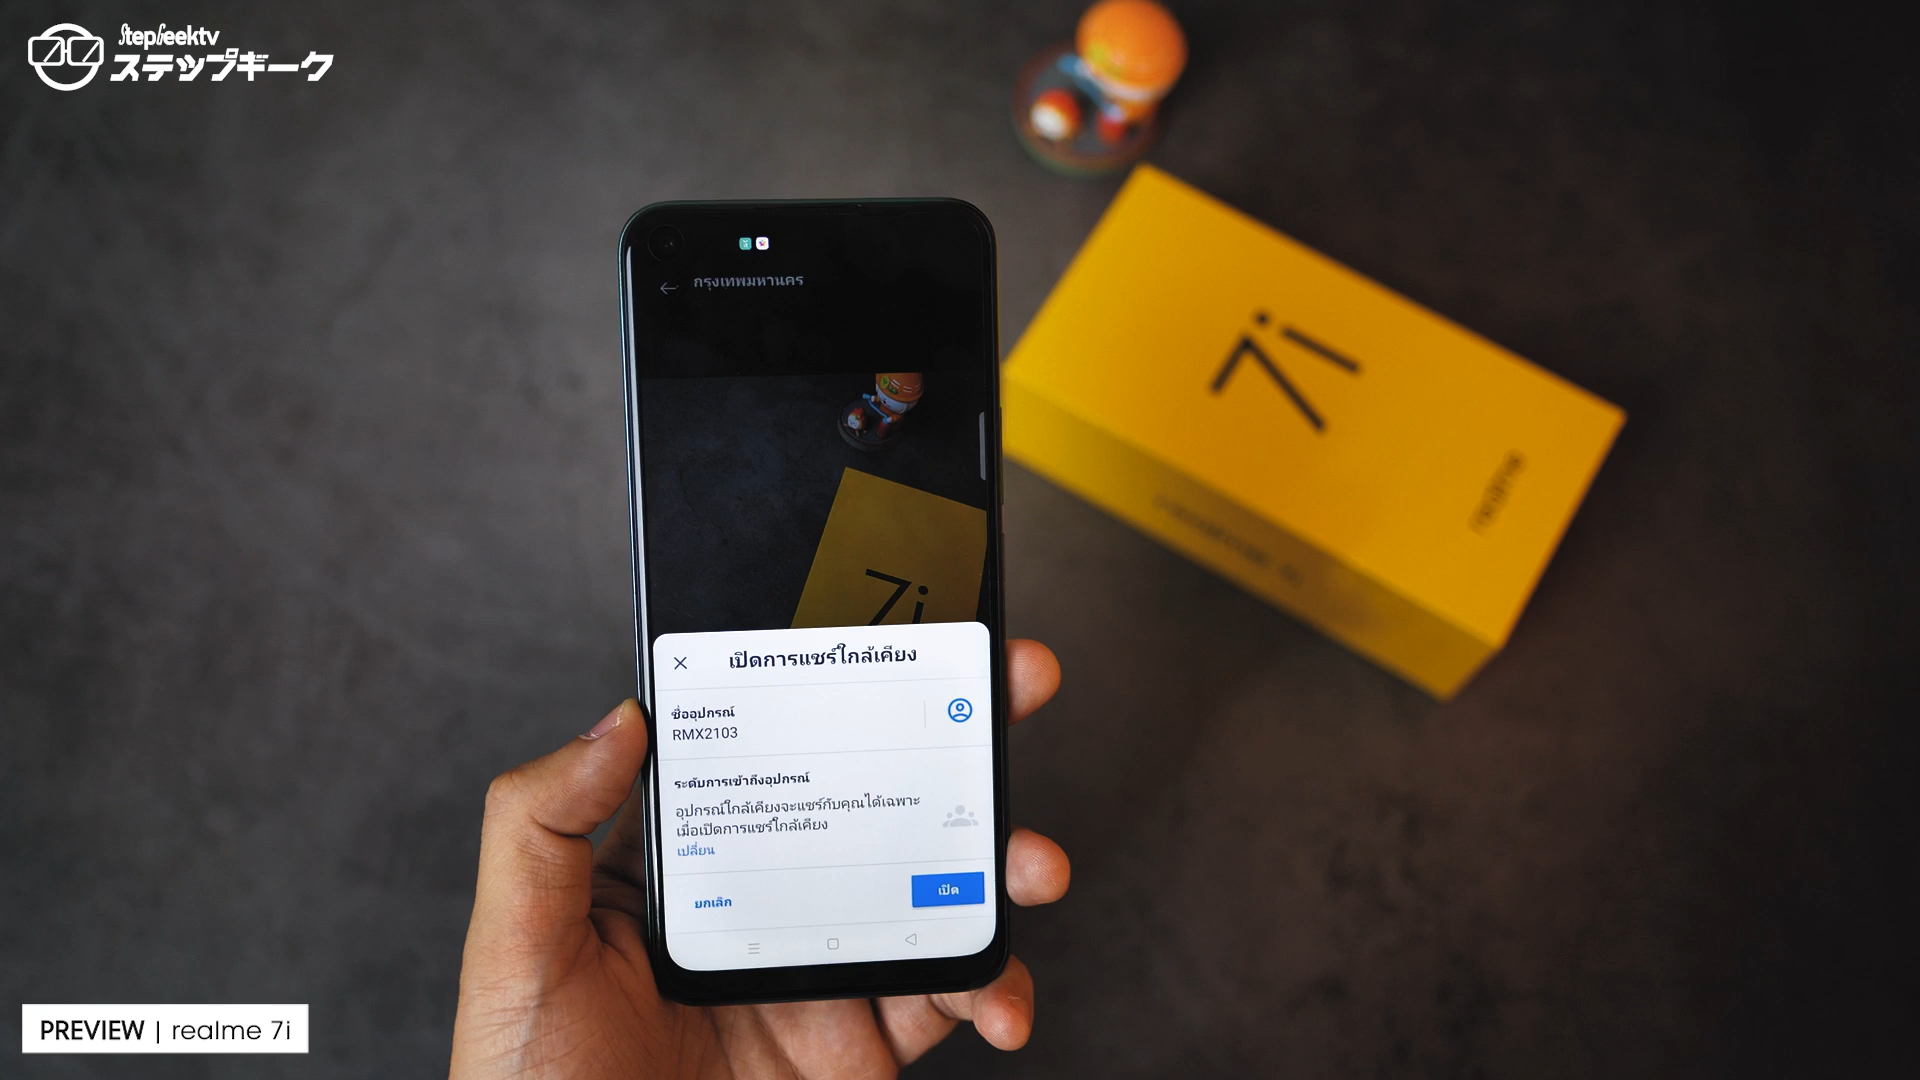 StepGeektv
ステップギーク
กรุงเทพมหานคร
7i
realme
7i
เปิดการแชร์ใกล้เคียง
ชื่ออุปกรณ์
RMX2103
ระดับการเข้าถึงอุปกรณ์
อุปกรณ์ใกล้เคียงจะแชร์กับคุณได้เฉพาะ
เมื่อเปิดการแชร์ใกล้เคียง
เปลี่ยน
ยกเลิก
เปิด
PREVIEW | realme 7i